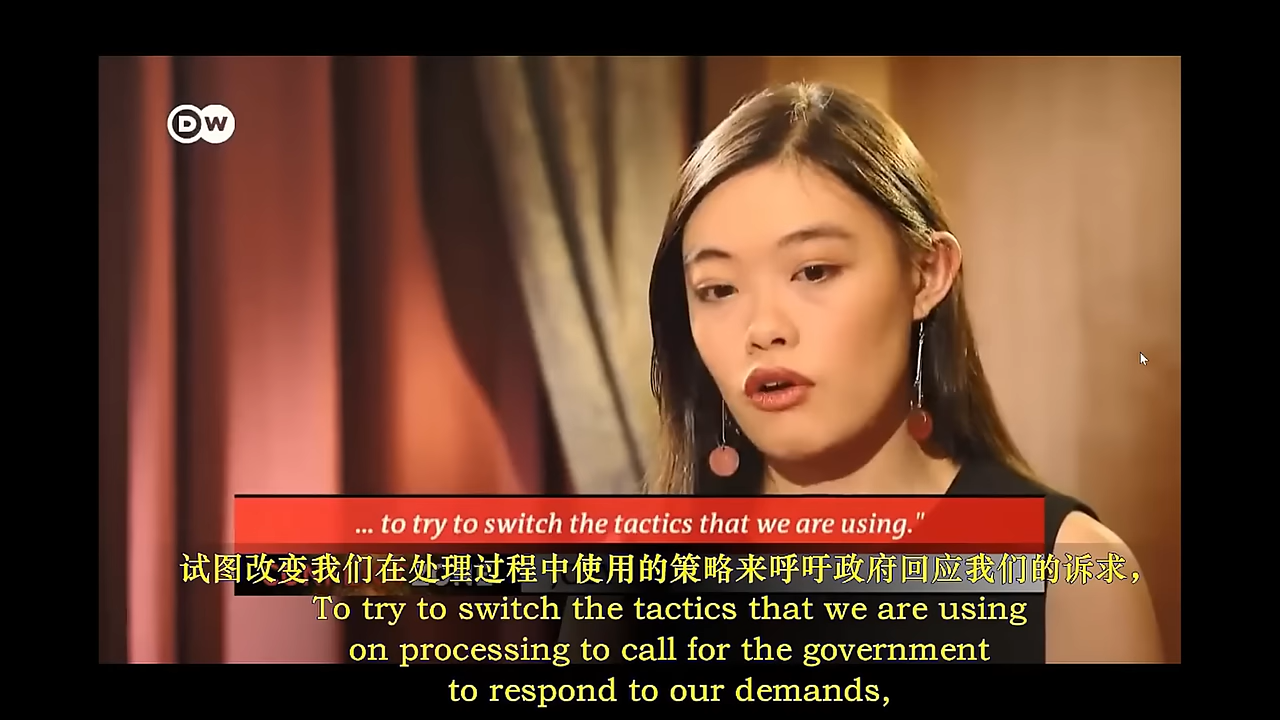 DW
... to try to switch the tactics that we are using."
试图改变我们在处理过程中使用的策略来呼吁政府回应我们的诉求，
To try to switch the tactics that we are using
on processing to call for the government
to respond to our demands,